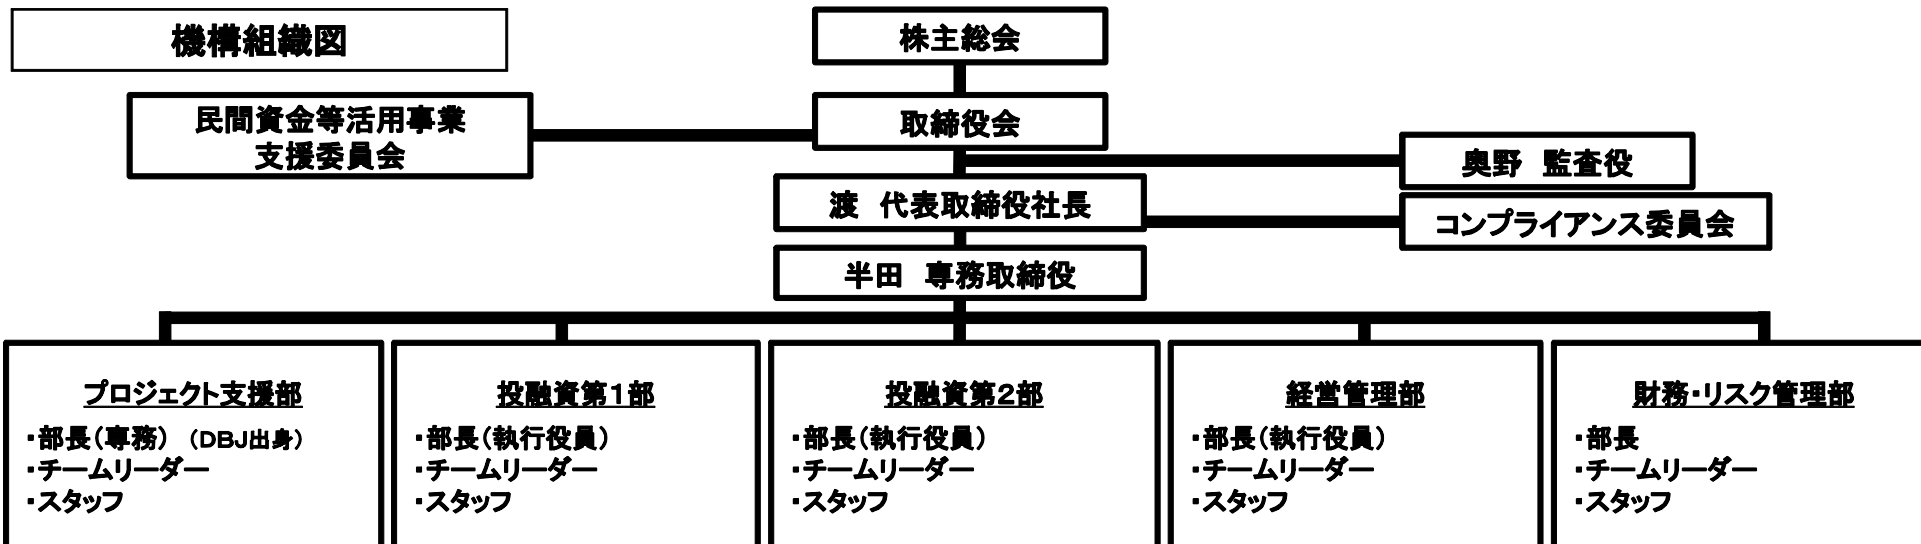 機構組織図
株主総会
民間資金等活用事業
支援委員会
取締役会
奥野　監査役
渡　代表取締役社長
コンプライアンス委員会
半田　専務取締役
プロジェクト支援部
・部長（専務）（DBJ出身）
・チームリーダー
・スタッフ
投融資第１部
・部長（執行役員）
・チームリーダー
・スタッフ
投融資第２部
・部長（執行役員）
・チームリーダー
・スタッフ
経営管理部
・部長（執行役員）
・チームリーダー
・スタッフ
財務・リスク管理部
・部長
・チームリーダー
・スタッフ